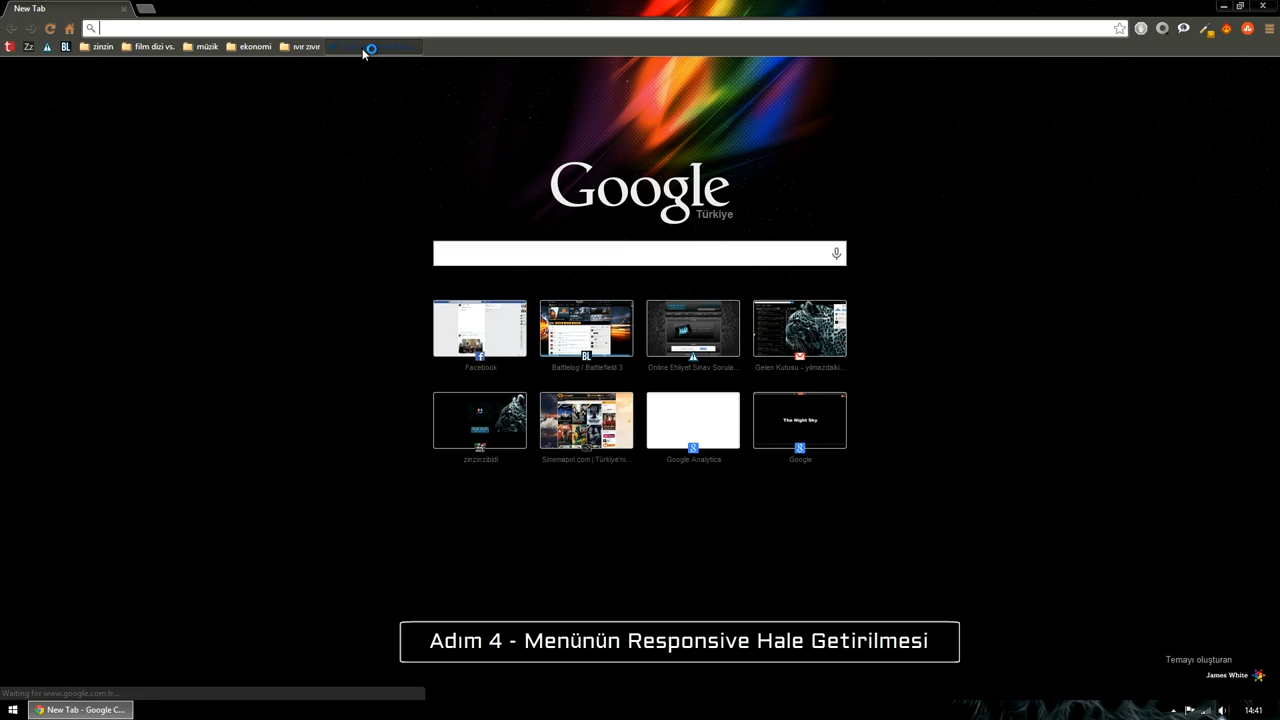 New Tab
zinzin
film dizi vs.
müzik
ekonomi
ıvır zıvır
Google
Türkiye
Facebook
Battlelog / Battlefield 3
Online Ehliyet Sınav Sorula...
Gelen Kutusu - yilmazdalki...
The Night Sky
zinzinzibidi
Sinemapol.com | Türkiye'ni...
Google Analytics
Google
Adım 4 - Menünün Responsive Hale Getirilmesi
Temayı oluşturan
James White
Waiting for www.google.com.tr...
New Tab - Google C...
14:41